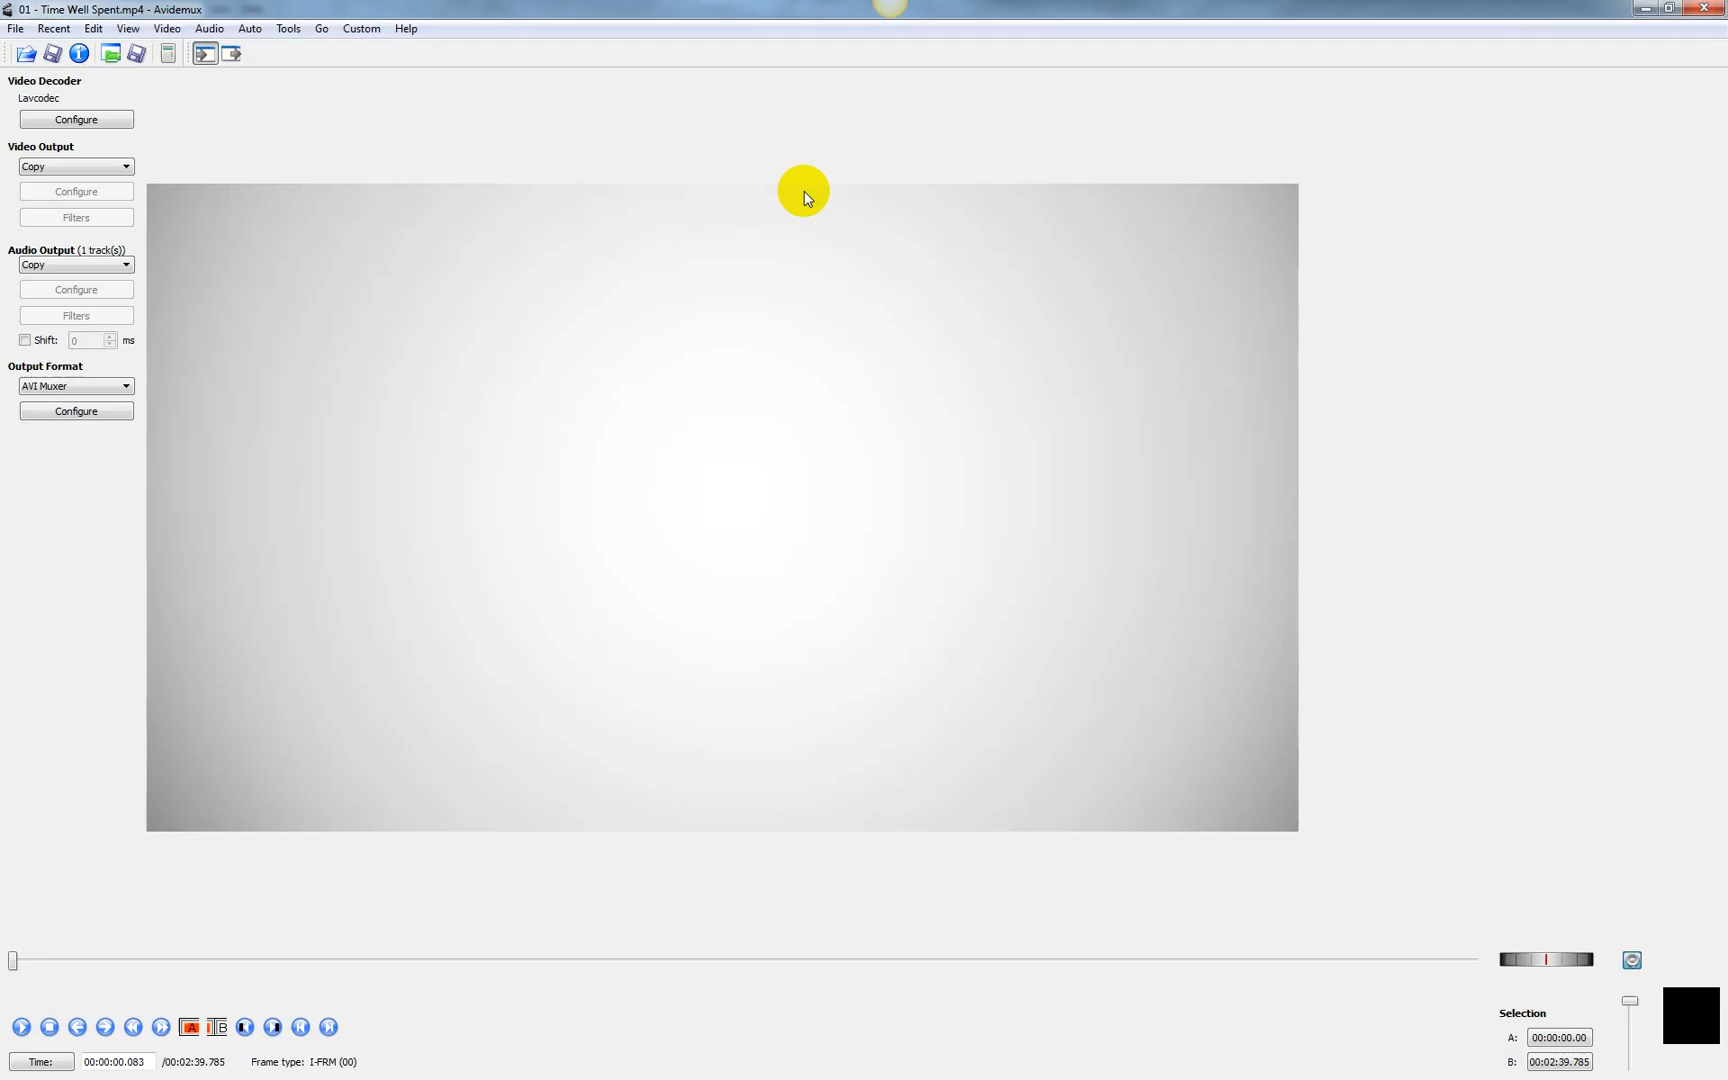 01 - Time Well Spent.mp4 - Avidemux
File Recent Edit View Video Audio Auto Tools Go Custom Help
Video Decoder
Lavcodec
Configure
Video Output
Copy
Configure
Filters
Audio Output (1 track(s))
Copy
Configure
Filters
Shift: 0 ms
Output Format
AVI Muxer
Configure
A B
Time: 00:00:00.083 /00:02:39.785 Frame type: I-FRM (00)
Selection
A: 00:00:00.00
B: 00:02:39.785